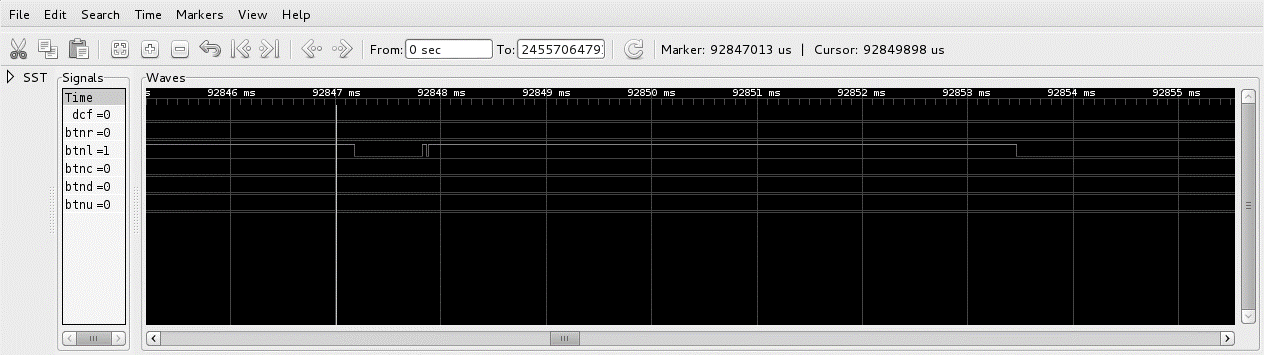 File Edit Search Time Markers View Help
From: 0 sec To: 2455706479 Marker: 92847013 us | Cursor: 92849898 us
SST Signals Waves
Time
s 92846 ms 92847 ms 92848 ms 92849 ms 92850 ms 92851 ms 92852 ms 92853 ms 92854 ms 92855 ms
dcf =0
btnr =0
btnl =1
btnc =0
btnd =0
btnu =0